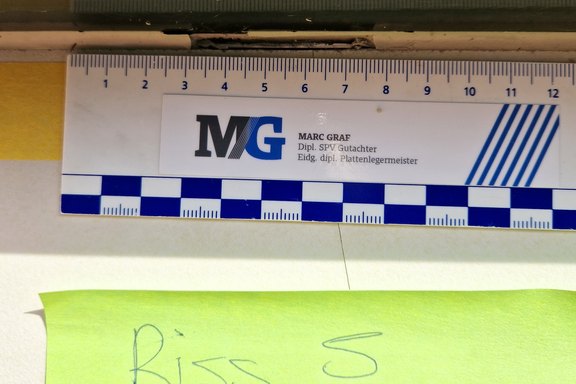 1 2 3 4 5 6 7 8 9 10 11 12
MG
MARC GRAF
Dipl. SPV Gutachter
Eidg. dipl. Plattenlegermeister
Riss 5